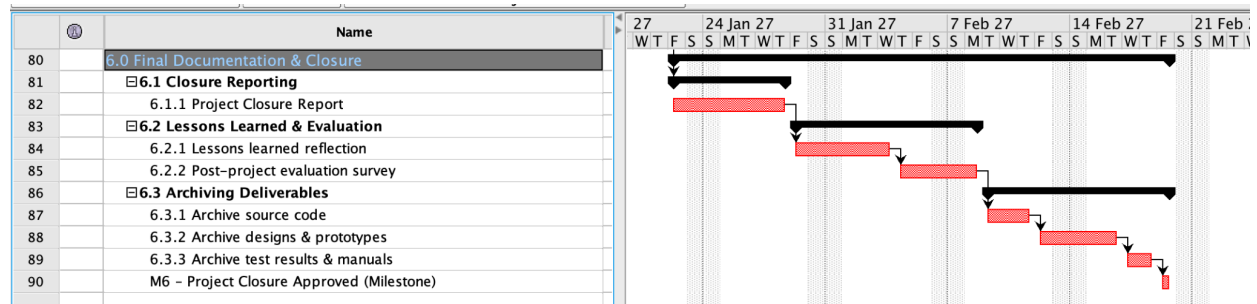 Name
27 24 Jan 27 31 Jan 27 7 Feb 27 14 Feb 27 21 Feb
W T F S S M T W T F S S M T W T F S S M T W T F S S M T W T F S S M T W
80 6.0 Final Documentation & Closure
81 6.1 Closure Reporting
82 6.1.1 Project Closure Report
83 6.2 Lessons Learned & Evaluation
84 6.2.1 Lessons learned reflection
85 6.2.2 Post-project evaluation survey
86 6.3 Archiving Deliverables
87 6.3.1 Archive source code
88 6.3.2 Archive designs & prototypes
89 6.3.3 Archive test results & manuals
90 M6 - Project Closure Approved (Milestone)